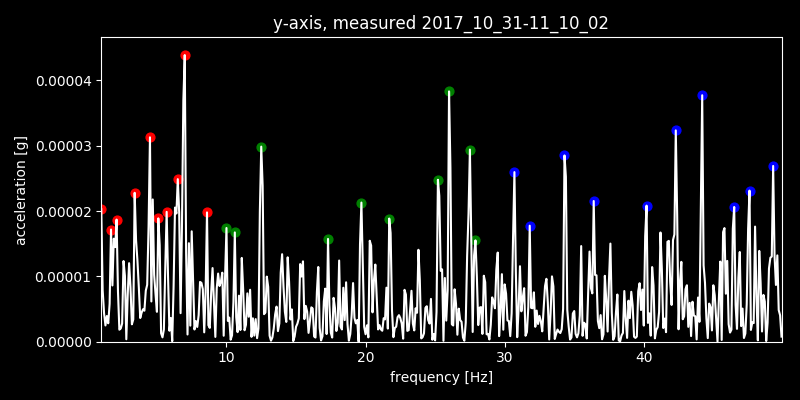 y-axis, measured 2017_10_31-11_10_02
acceleration [g]
0.00004
0.00003
0.00002
0.00001
0.00000
10 20 30 40
frequency [Hz]